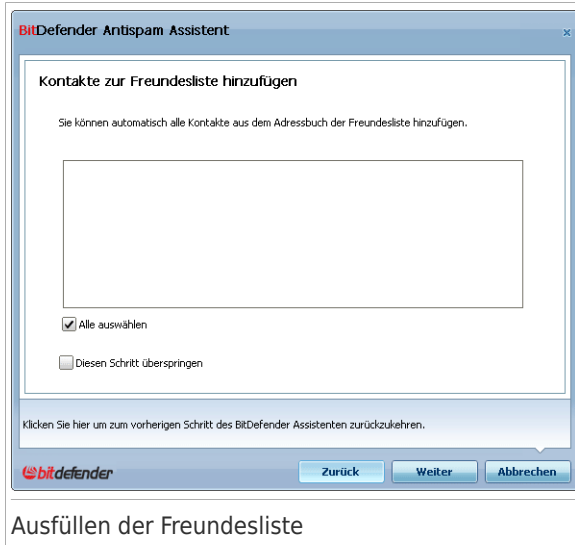 BitDefender Antispam Assistent
x
Kontakte zur Freundesliste hinzufügen
Sie können automatisch alle Kontakte aus dem Adressbuch der Freundesliste hinzufügen.
Alle auswählen
Diesen Schritt überspringen
Klicken Sie hier um zum vorherigen Schritt des BitDefender Assistenten zurückzukehren.
bitdefender
Zurück
Weiter
Abbrechen
Ausfüllen der Freundesliste